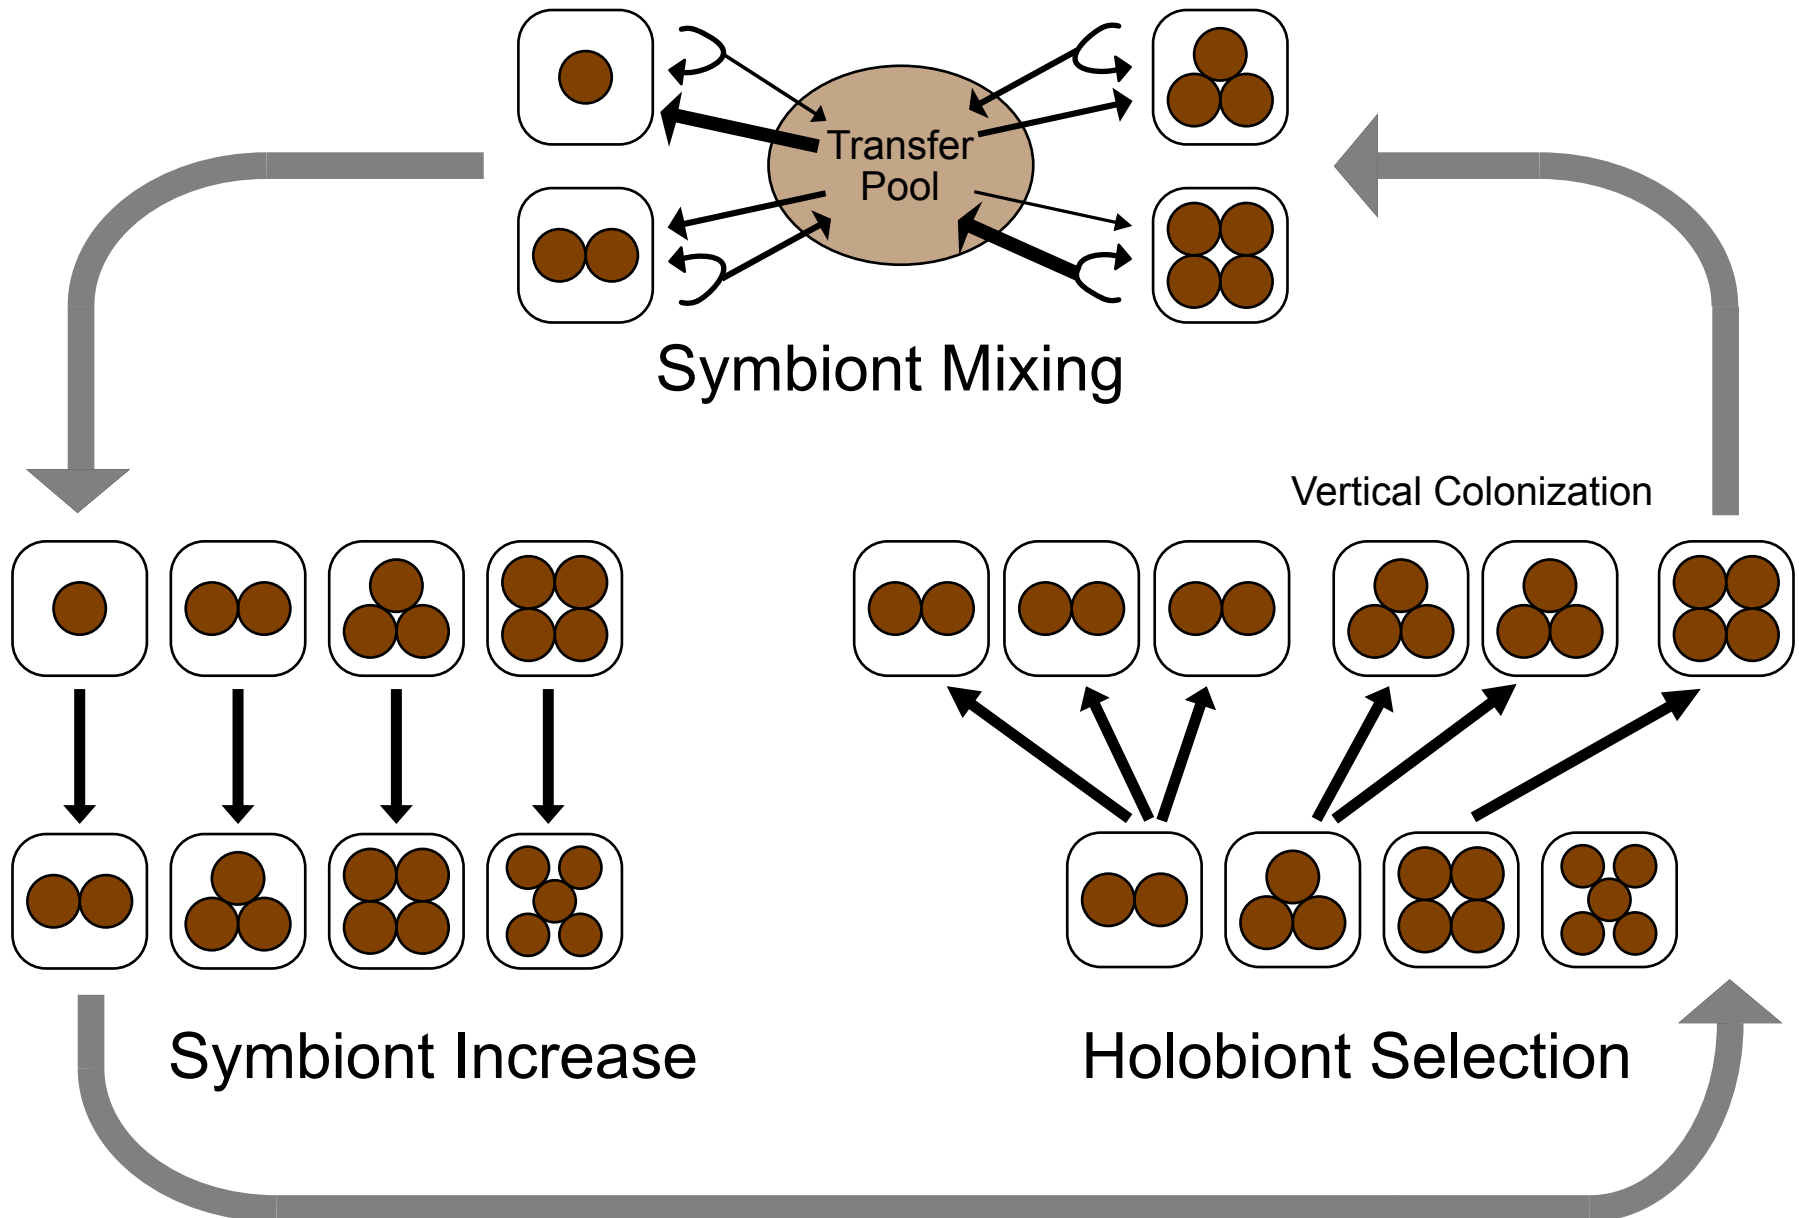 Transfer
Pool
Symbiont Mixing
Vertical Colonization
Symbiont Increase
Holobiont Selection